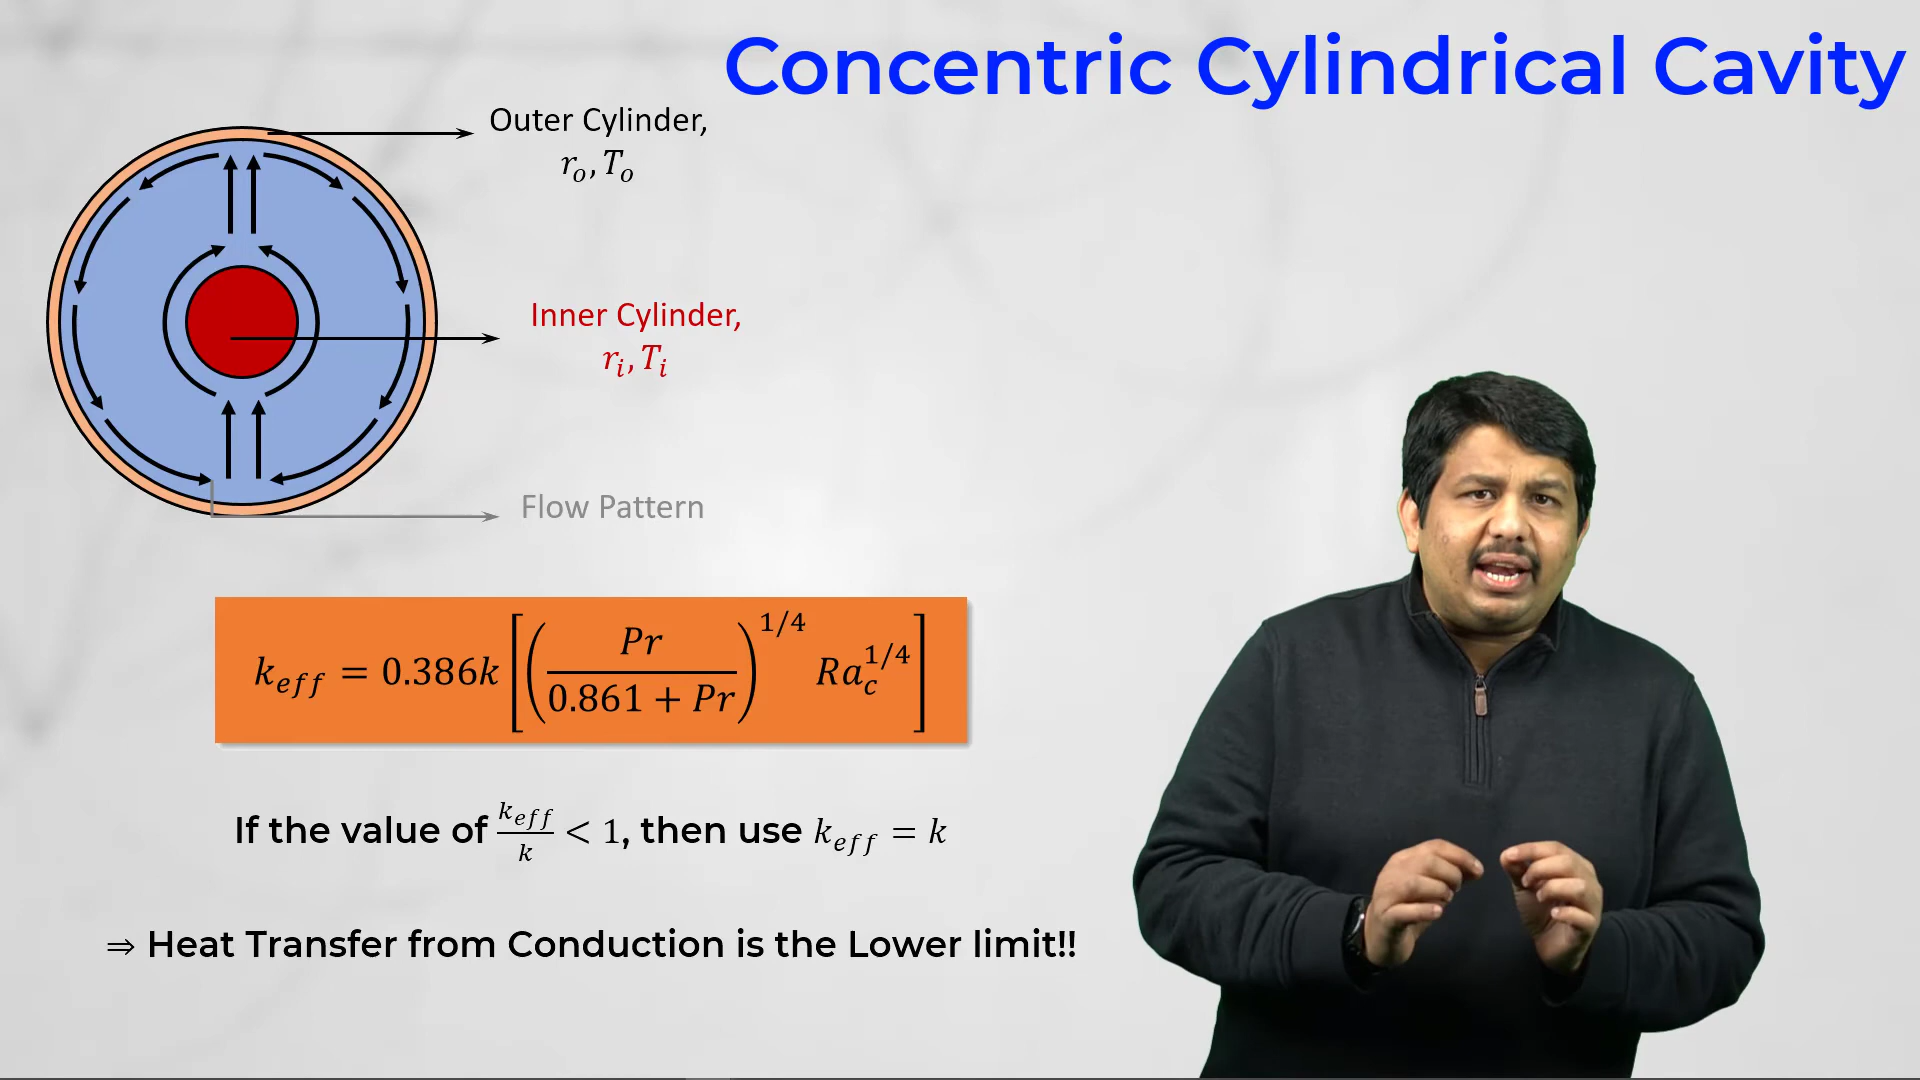 Concentric Cylindrical Cavity
Outer Cylinder,
r_o, T_o
Inner Cylinder,
r_i, T_i
Flow Pattern
k_eff = 0.386k [(Pr / (0.861 + Pr))^1/4 Ra_c^1/4]
If the value of k_eff/k < 1, then use k_eff = k
⇒ Heat Transfer from Conduction is the Lower limit!!